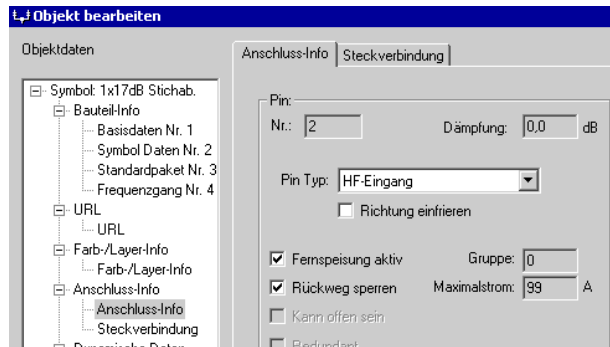 Objekt bearbeiten
Objektdaten
Anschluss-Info Steckverbindung
Symbol: 1x17dB Stichab.
Bauteil-Info
Basisdaten Nr. 1
Symbol Daten Nr. 2
Standardpaket Nr. 3
Frequenzgang Nr. 4
URL
URL
Farb-/Layer-Info
Farb-/Layer-Info
Anschluss-Info
Anschluss-Info
Steckverbindung
Dynamische Daten
Pin:
Nr.: 2 Dämpfung: 0,0 dB
Pin Typ: HF-Eingang
Richtung einfrieren
Fernspeisung aktiv Gruppe: 0
Rückweg sperren Maximalstrom: 99 A
Kann offen sein
Redundant